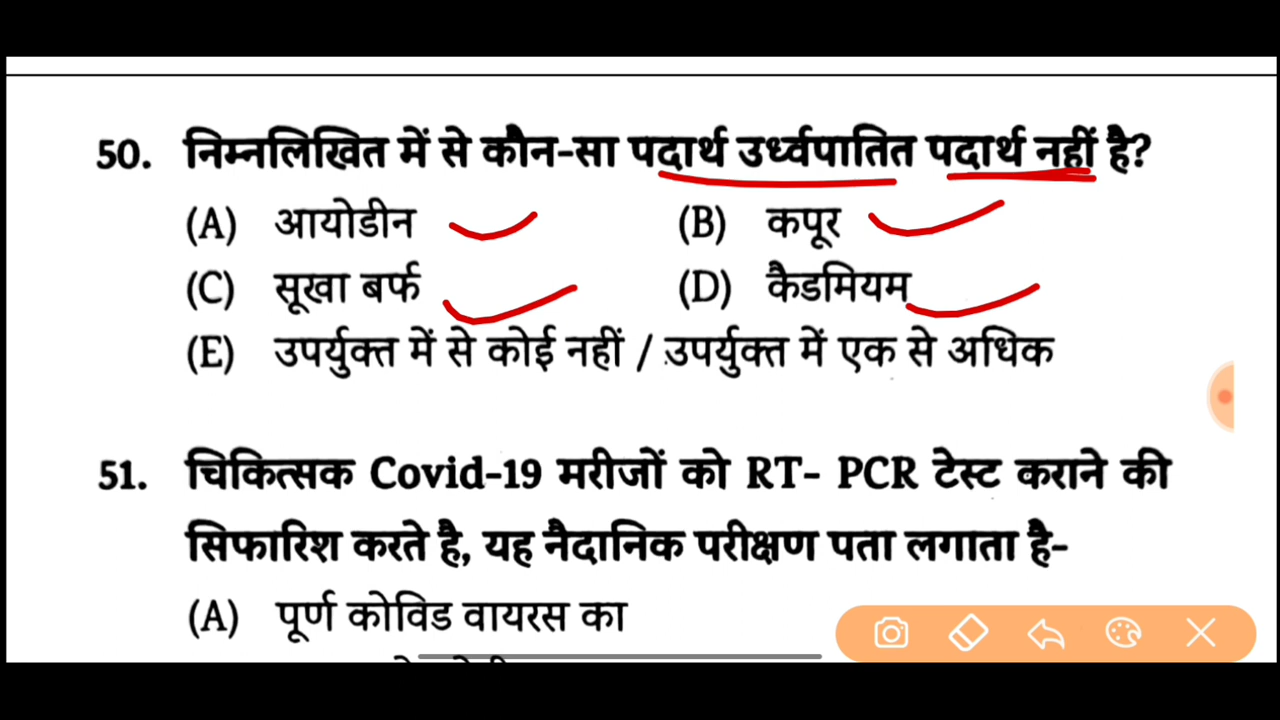 50. निम्नलिखित में से कौन-सा पदार्थ उर्ध्वपातित पदार्थ नहीं है?
(A) आयोडीन (B) कपूर
(C) सूखा बर्फ (D) कैडमियम
(E) उपर्युक्त में से कोई नहीं / उपर्युक्त में एक से अधिक
51. चिकित्सक Covid-19 मरीजों को RT- PCR टेस्ट कराने की
सिफारिश करते है, यह नैदानिक परीक्षण पता लगाता है-
(A) पूर्ण कोविड वायरस का